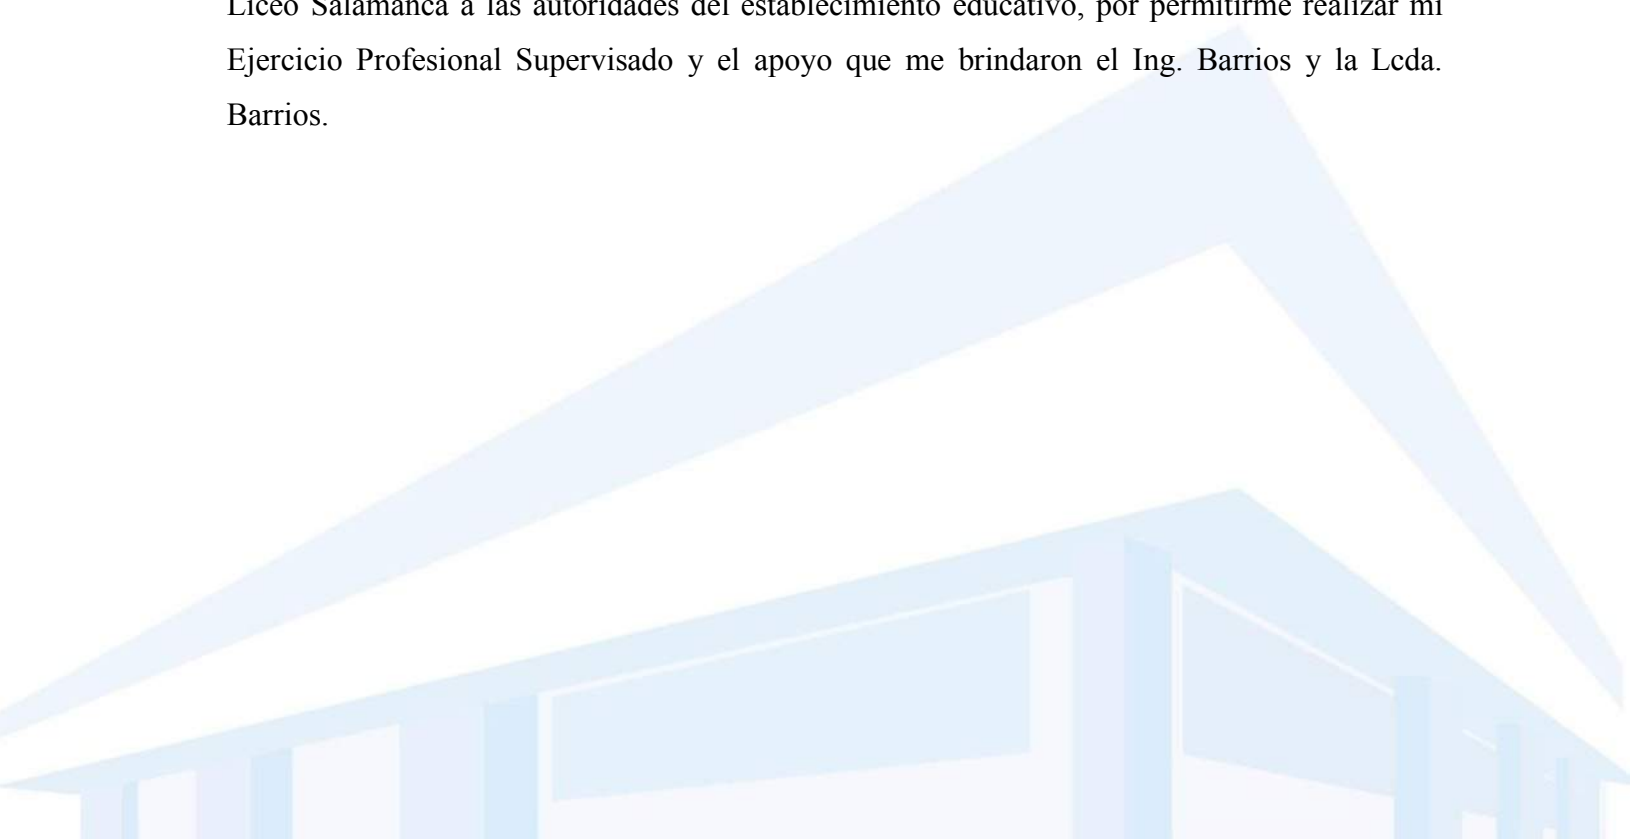 Liceo Salamanca a las autoridades del establecimiento educativo, por permitirme realizar mi
Ejercicio Profesional Supervisado y el apoyo que me brindaron el Ing. Barrios y la Lcda.
Barrios.